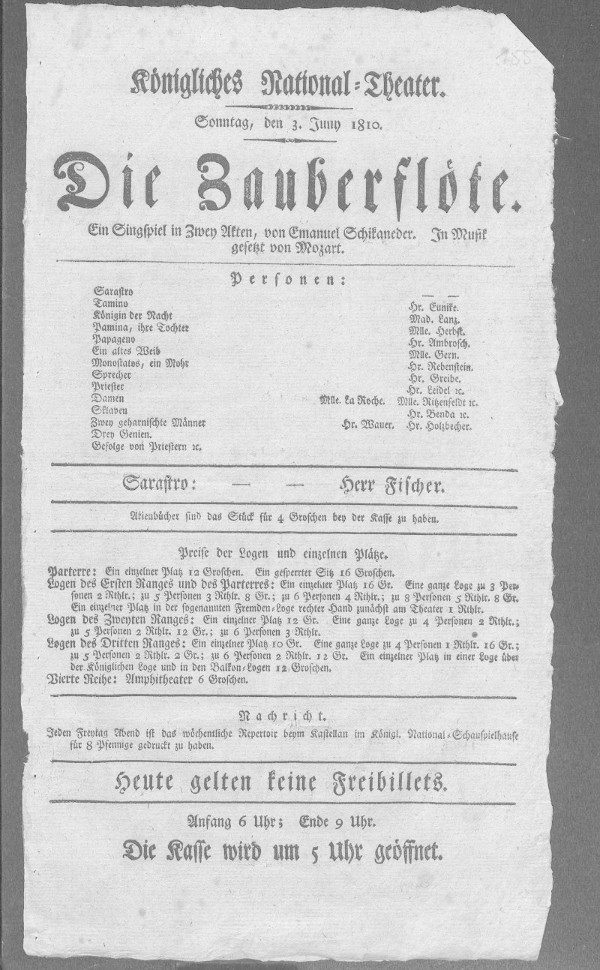 Königliches National-Theater.
Sonntag, den 3. Juny 1810.
Die Zauberflöte.
Ein Singspiel in Zwey Akten, von Emanuel Schikaneder. In Musik
gesetzt von Mozart.
Personen:
Sarastro — —
Tamino Hr. Eunike.
Königin der Nacht Mad. Lanz.
Pamina, ihre Tochter Mlle. Herbst.
Papageno Hr. Ambrosch.
Ein altes Weib Mlle. Gern.
Monostatos, ein Mohr Hr. Rebenstein.
Sprecher Hr. Greibe.
Priester Hr. Leidel ꝛc.
Damen Mlle. la Roche. Mlle. Ritzenfeldt ꝛc.
Sklaven Hr. Benda ꝛc.
Zwey geharnischte Männer Hr. Wauer. Hr. Holzbecher.
Drey Genien.
Gefolge von Priestern ꝛc.
Sarastro: — — Herr Fischer.
Arienbücher sind das Stück für 4 Groschen bey der Kasse zu haben.
Preise der Logen und einzelnen Plätze.
Parterre: Ein einzelner Platz 12 Groschen. Ein gesperrter Sitz 16 Groschen.
Logen des Ersten Ranges und des Parterres: Ein einzelner Platz 16 Gr. Eine ganze Loge zu 3 Per-
sonen 2 Rthlr.; zu 5 Personen 3 Rthlr. 8 Gr.; zu 6 Personen 4 Rthlr.; zu 8 Personen 5 Rthlr. 8 Gr.
Ein einzelner Platz in der sogenannten Fremden-Loge rechter Hand zunächst am Theater 1 Rthlr.
Logen des Zweyten Ranges: Ein einzelner Platz 12 Gr. Eine ganze Loge zu 4 Personen 2 Rthlr.;
zu 5 Personen 2 Rthlr. 12 Gr.; zu 6 Personen 3 Rthlr.
Logen des Dritten Ranges: Ein einzelner Platz 10 Gr. Eine ganze Loge zu 4 Personen 1 Rthlr. 16 Gr.;
zu 5 Personen 2 Rthlr. 2 Gr.; zu 6 Personen 2 Rthlr. 12 Gr. Ein einzelner Platz in einer Loge über
der Königlichen Loge und in den Balkon-Logen 12 Groschen.
Vierte Reihe: Amphitheater 6 Groschen.
Nachricht.
Jeden Freytag Abend ist das wöchentliche Repertoir beym Kastellan im Königl. National-Schauspielhause
für 8 Pfennige gedruckt zu haben.
Heute gelten keine Freibillets.
Anfang 6 Uhr; Ende 9 Uhr.
Die Kasse wird um 5 Uhr geöffnet.